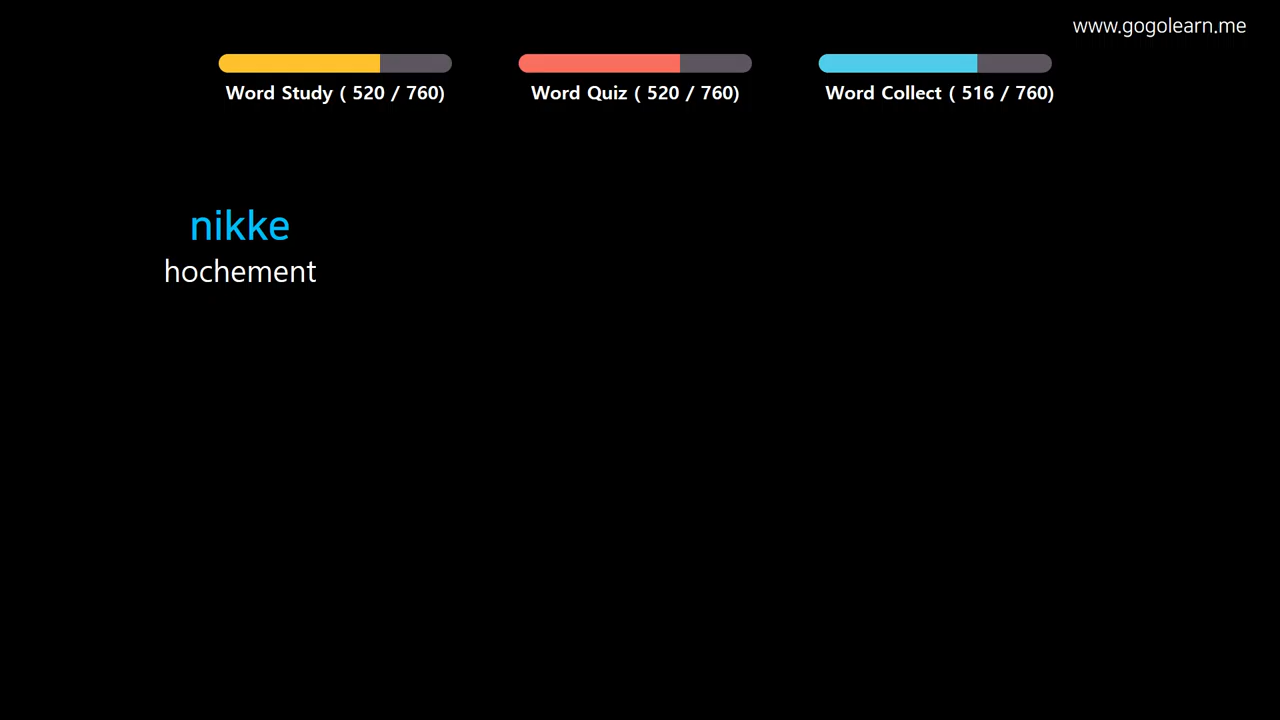 www.gogolearn.me
Word Study ( 520 / 760)
Word Quiz ( 520 / 760)
Word Collect ( 516 / 760)
nikke
hochement